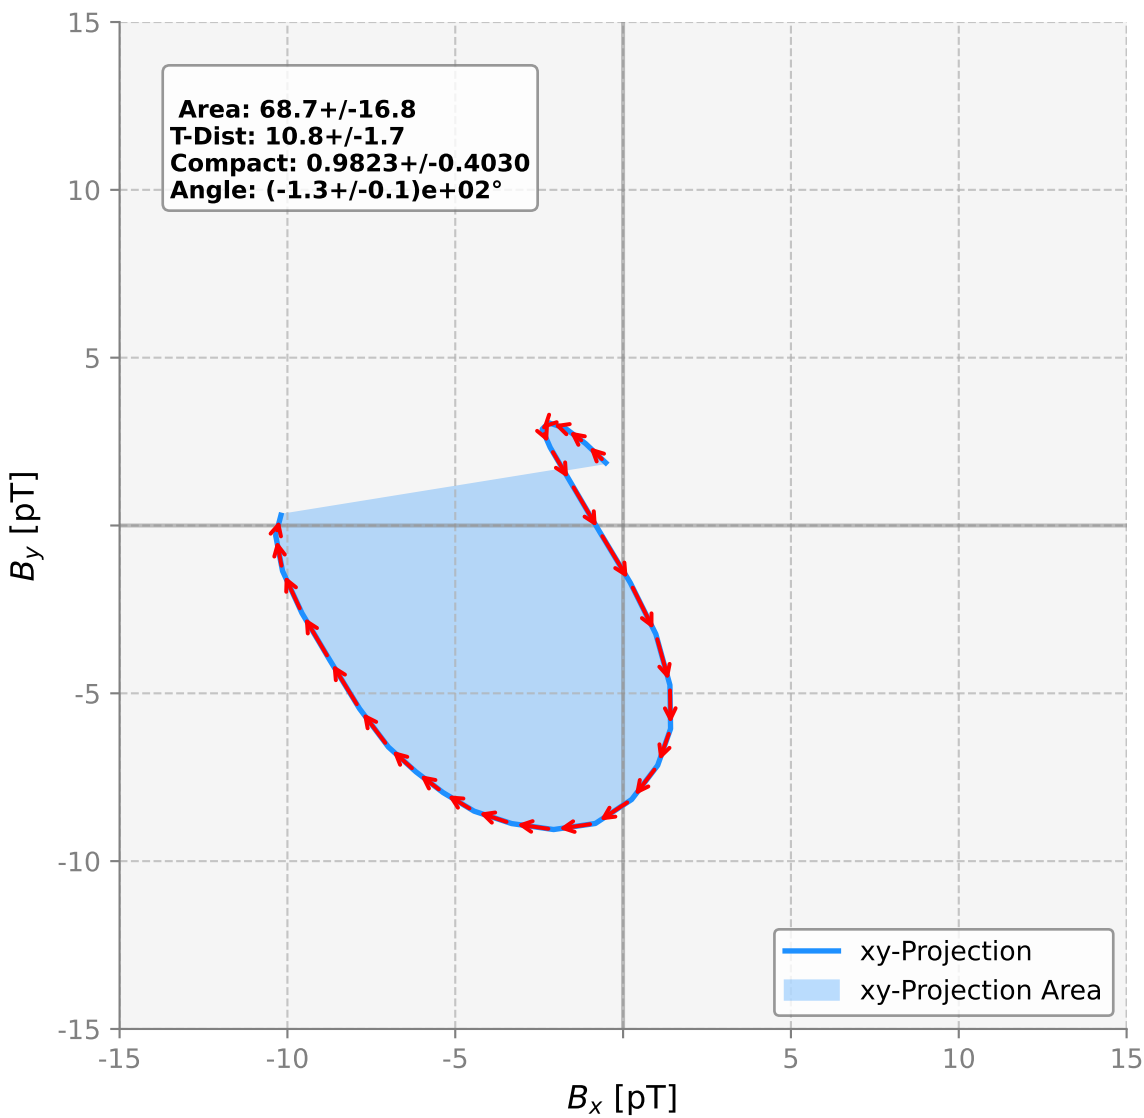 15
10
5
-5
-10
-15
-15
-10
-5
5
10
15
B_y [pT]
B_x [pT]
Area: 68.7+/-16.8
T-Dist: 10.8+/-1.7
Compact: 0.9823+/-0.4030
Angle: (-1.3+/-0.1)e+02°
xy-Projection
xy-Projection Area